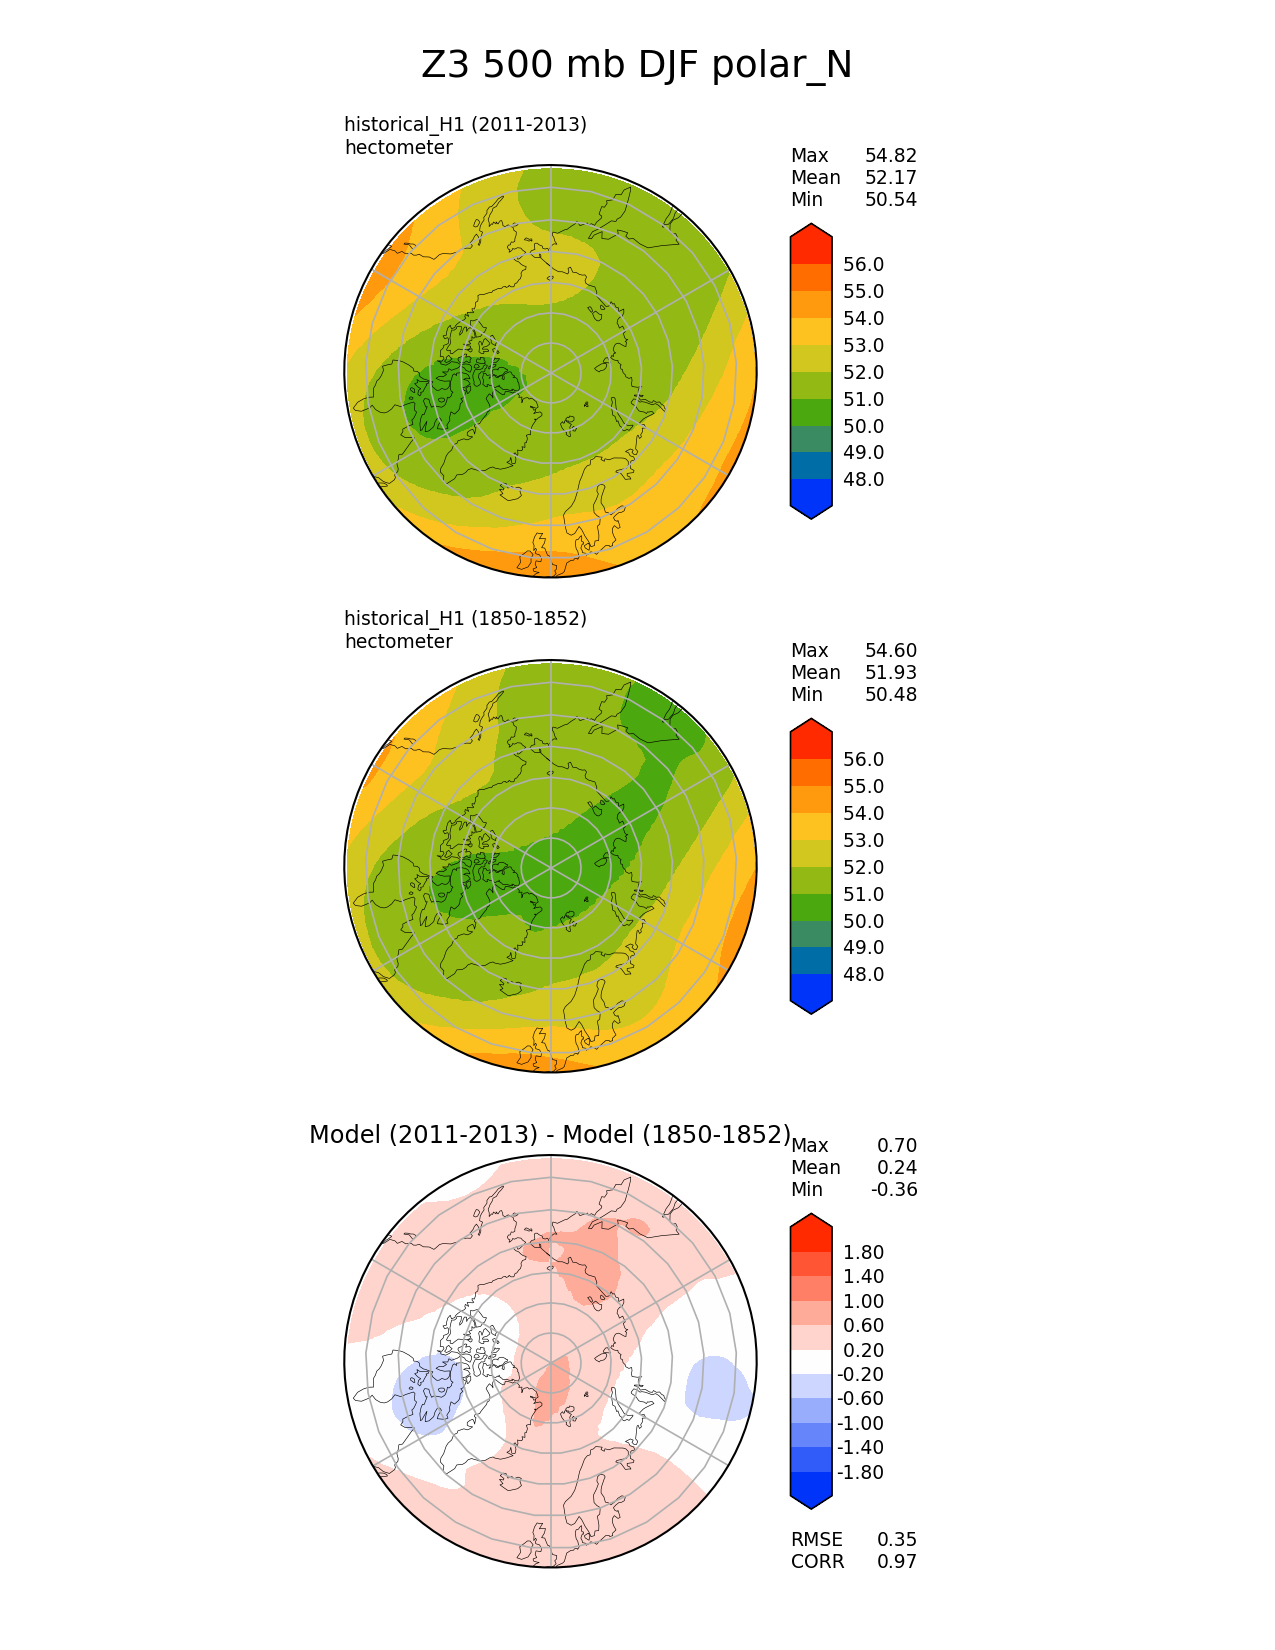 Z3 500 mb DJF polar_N
historical_H1 (2011-2013)
hectometer
Max 54.82
Mean 52.17
Min 50.54
56.0
55.0
54.0
53.0
52.0
51.0
50.0
49.0
48.0
historical_H1 (1850-1852)
hectometer
Max 54.60
Mean 51.93
Min 50.48
56.0
55.0
54.0
53.0
52.0
51.0
50.0
49.0
48.0
Model (2011-2013) - Model (1850-1852)
Max 0.70
Mean 0.24
Min -0.36
1.80
1.40
1.00
0.60
0.20
-0.20
-0.60
-1.00
-1.40
-1.80
RMSE 0.35
CORR 0.97